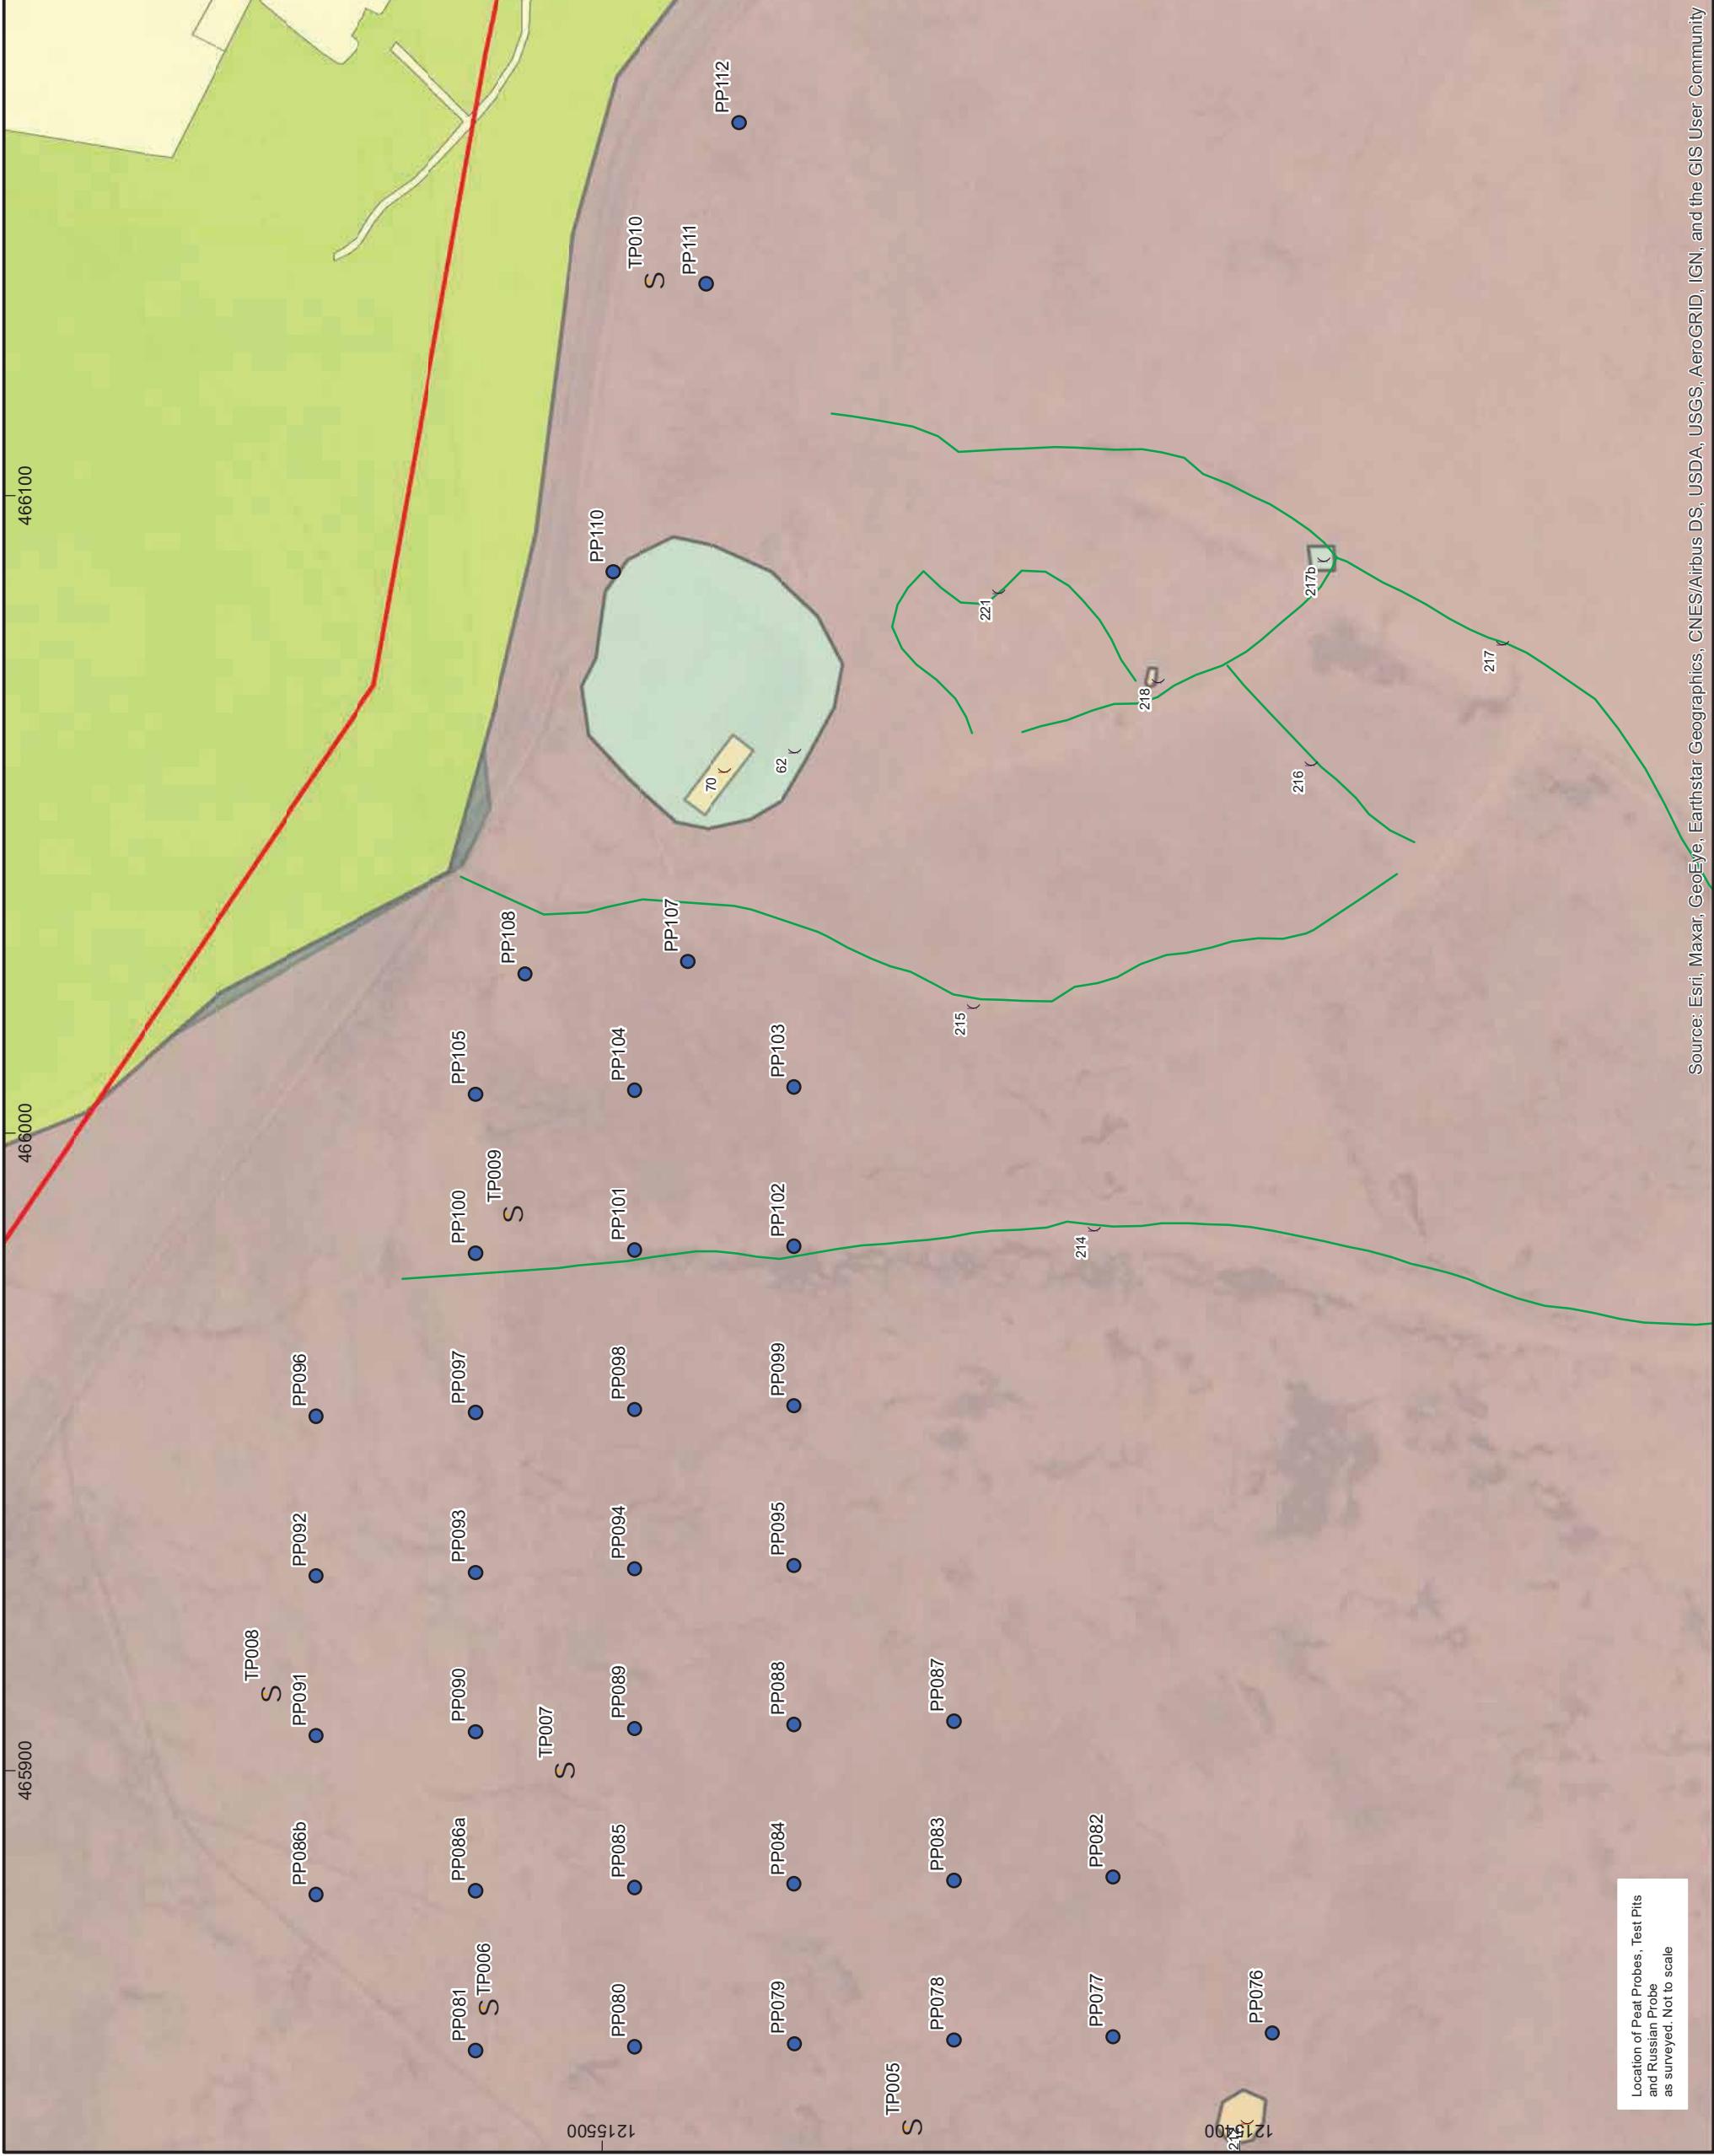 465900
466000
466100
TP008
PP086b
PP091
PP092
PP096
PP081
PP086a
PP090
PP093
PP097
PP100
PP105
TP006
TP009
PP108
TP007
PP110
1215500
PP080
PP085
PP089
PP094
PP098
PP101
PP104
TP010
PP107
PP111
70
PP112
PP079
PP084
PP088
PP095
PP099
PP102
PP103
62
TP005
PP078
PP083
PP087
215
221
214
PP077
PP082
218
1215400
PP076
216
217b
217
Location of Peat Probes, Test Pits
and Russian Probe
as surveyed. Not to scale
Source: Esri, Maxar, GeoEye, Earthstar Geographics, CNES/Airbus DS, USDA, USGS, AeroGRID, IGN, and the GIS User Community